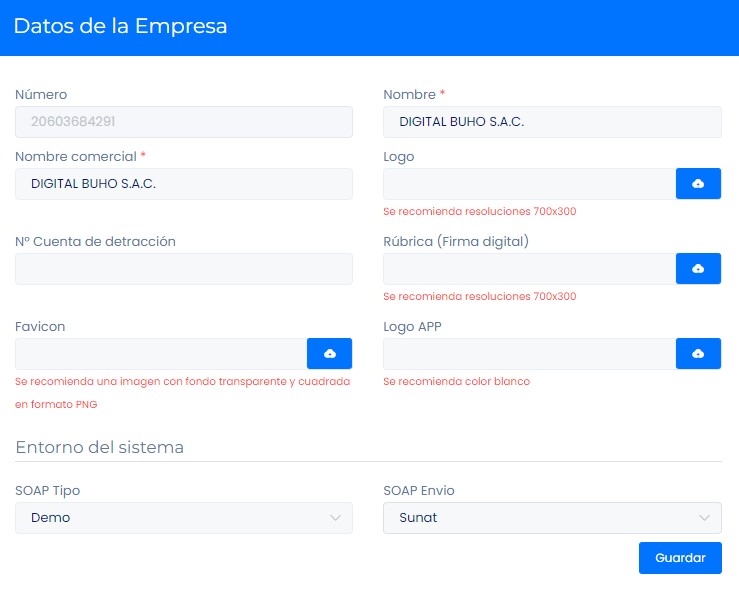 Datos de la Empresa
Número
Nombre *
20603684291
DIGITAL BUHO S.A.C.
Nombre comercial *
Logo
DIGITAL BUHO S.A.C.
Se recomienda resoluciones 700x300
Nº Cuenta de detracción
Rúbrica (Firma digital)
Se recomienda resoluciones 700x300
Favicon
Logo APP
Se recomienda una imagen con fondo transparente y cuadrada
en formato PNG
Se recomienda color blanco
Entorno del sistema
SOAP Tipo
SOAP Envio
Demo
Sunat
Guardar